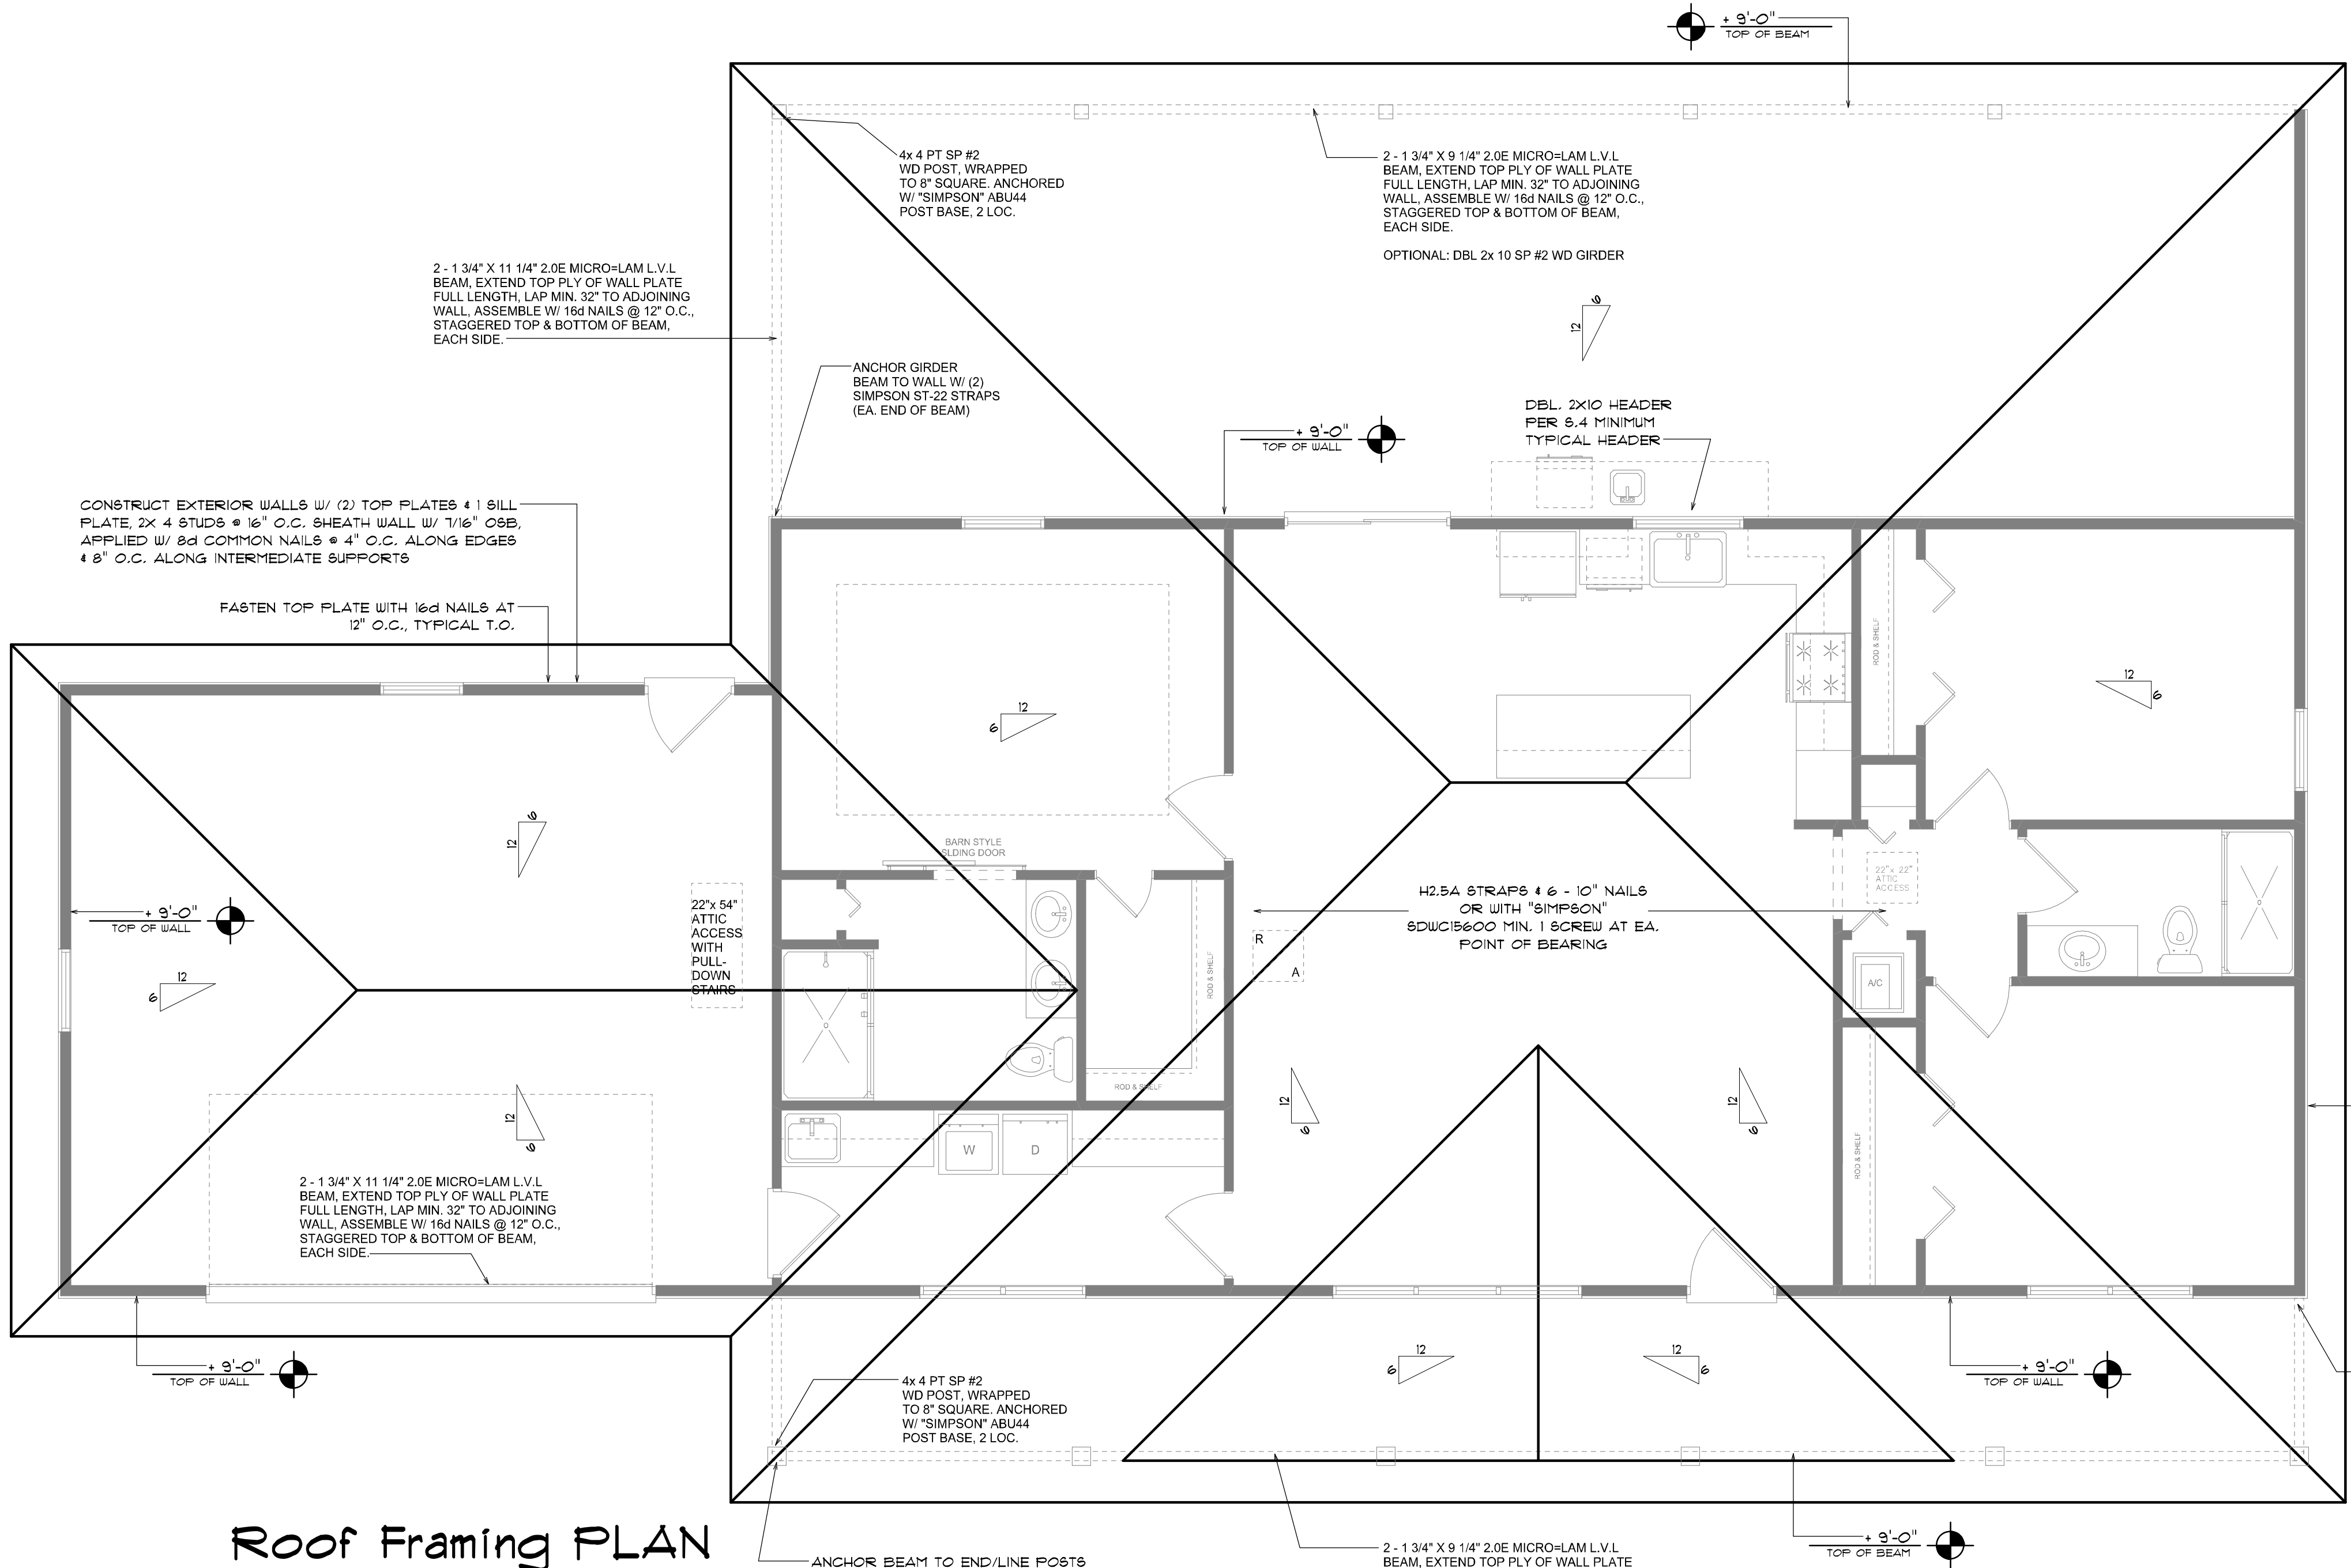 + 9'-0"
TOP OF BEAM
4x 4 PT SP #2
WD POST, WRAPPED
TO 8" SQUARE. ANCHORED
W/ "SIMPSON" ABU44
POST BASE, 2 LOC.
2 - 1 3/4" X 9 1/4" 2.0E MICRO=LAM L.V.L
BEAM, EXTEND TOP PLY OF WALL PLATE
FULL LENGTH, LAP MIN. 32" TO ADJOINING
WALL, ASSEMBLE W/ 16d NAILS @ 12" O.C.,
STAGGERED TOP & BOTTOM OF BEAM,
EACH SIDE.
OPTIONAL: DBL 2x 10 SP #2 WD GIRDER
2 - 1 3/4" X 11 1/4" 2.0E MICRO=LAM L.V.L
BEAM, EXTEND TOP PLY OF WALL PLATE
FULL LENGTH, LAP MIN. 32" TO ADJOINING
WALL, ASSEMBLE W/ 16d NAILS @ 12" O.C.,
STAGGERED TOP & BOTTOM OF BEAM,
EACH SIDE.
6
12
ANCHOR GIRDER
BEAM TO WALL W/ (2)
SIMPSON ST-22 STRAPS
(EA. END OF BEAM)
DBL. 2X10 HEADER
PER S.4 MINIMUM
TYPICAL HEADER
+ 9'-0"
TOP OF WALL
CONSTRUCT EXTERIOR WALLS W/ (2) TOP PLATES & 1 SILL
PLATE, 2X 4 STUDS @ 16" O.C. SHEATH WALL W/ 7/16" OSB,
APPLIED W/ 8d COMMON NAILS @ 4" O.C. ALONG EDGES
& 8" O.C. ALONG INTERMEDIATE SUPPORTS
FASTEN TOP PLATE WITH 16d NAILS AT
12" O.C., TYPICAL T.O.
ROD & SHELF
12
6
12
6
6
12
BARN STYLE
SLDING DOOR
22"x 22"
ATTIC
ACCESS
22"x 54"
ATTIC
ACCESS
WITH
PULL-
DOWN
STAIRS
+ 9'-0"
TOP OF WALL
H2.5A STRAPS & 6 - 10" NAILS
OR WITH "SIMPSON"
SDWC15600 MIN. 1 SCREW AT EA.
POINT OF BEARING
R
A
ROD & SHELF
A/C
12
6
ROD & SHELF
12
6
12
6
12
6
W
D
ROD & SHELF
2 - 1 3/4" X 11 1/4" 2.0E MICRO=LAM L.V.L
BEAM, EXTEND TOP PLY OF WALL PLATE
FULL LENGTH, LAP MIN. 32" TO ADJOINING
WALL, ASSEMBLE W/ 16d NAILS @ 12" O.C.,
STAGGERED TOP & BOTTOM OF BEAM,
EACH SIDE.
12
6
12
6
+ 9'-0"
TOP OF WALL
+ 9'-0"
TOP OF WALL
4x 4 PT SP #2
WD POST, WRAPPED
TO 8" SQUARE. ANCHORED
W/ "SIMPSON" ABU44
POST BASE, 2 LOC.
Roof Framing PLAN
ANCHOR BEAM TO END/LINE POSTS
2 - 1 3/4" X 9 1/4" 2.0E MICRO=LAM L.V.L
BEAM, EXTEND TOP PLY OF WALL PLATE
+ 9'-0"
TOP OF BEAM